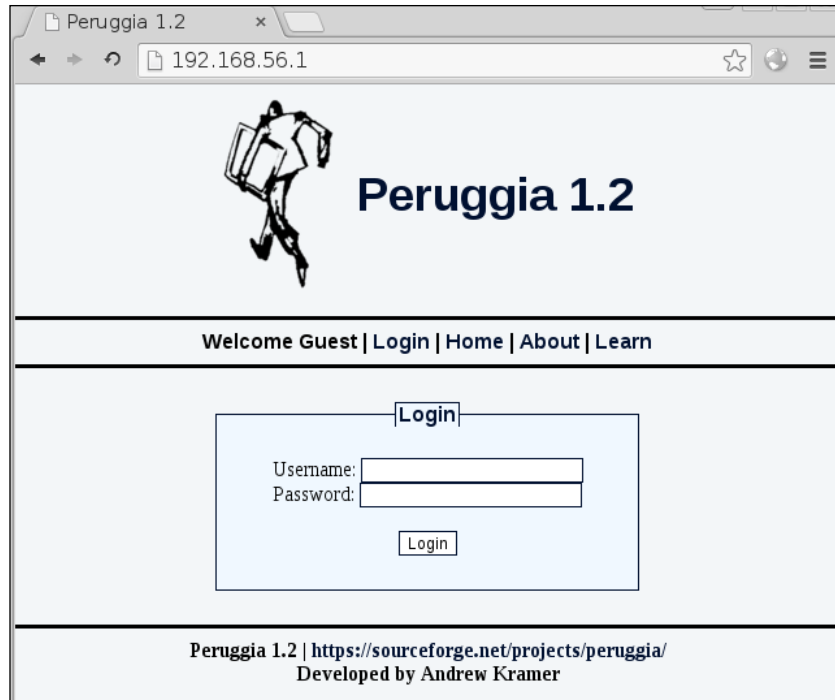 Peruggia 1.2
192.168.56.1
Peruggia 1.2
Welcome Guest | Login | Home | About | Learn
Login
Username:
Password:
Login
Peruggia 1.2 | https://sourceforge.net/projects/peruggia/
Developed by Andrew Kramer